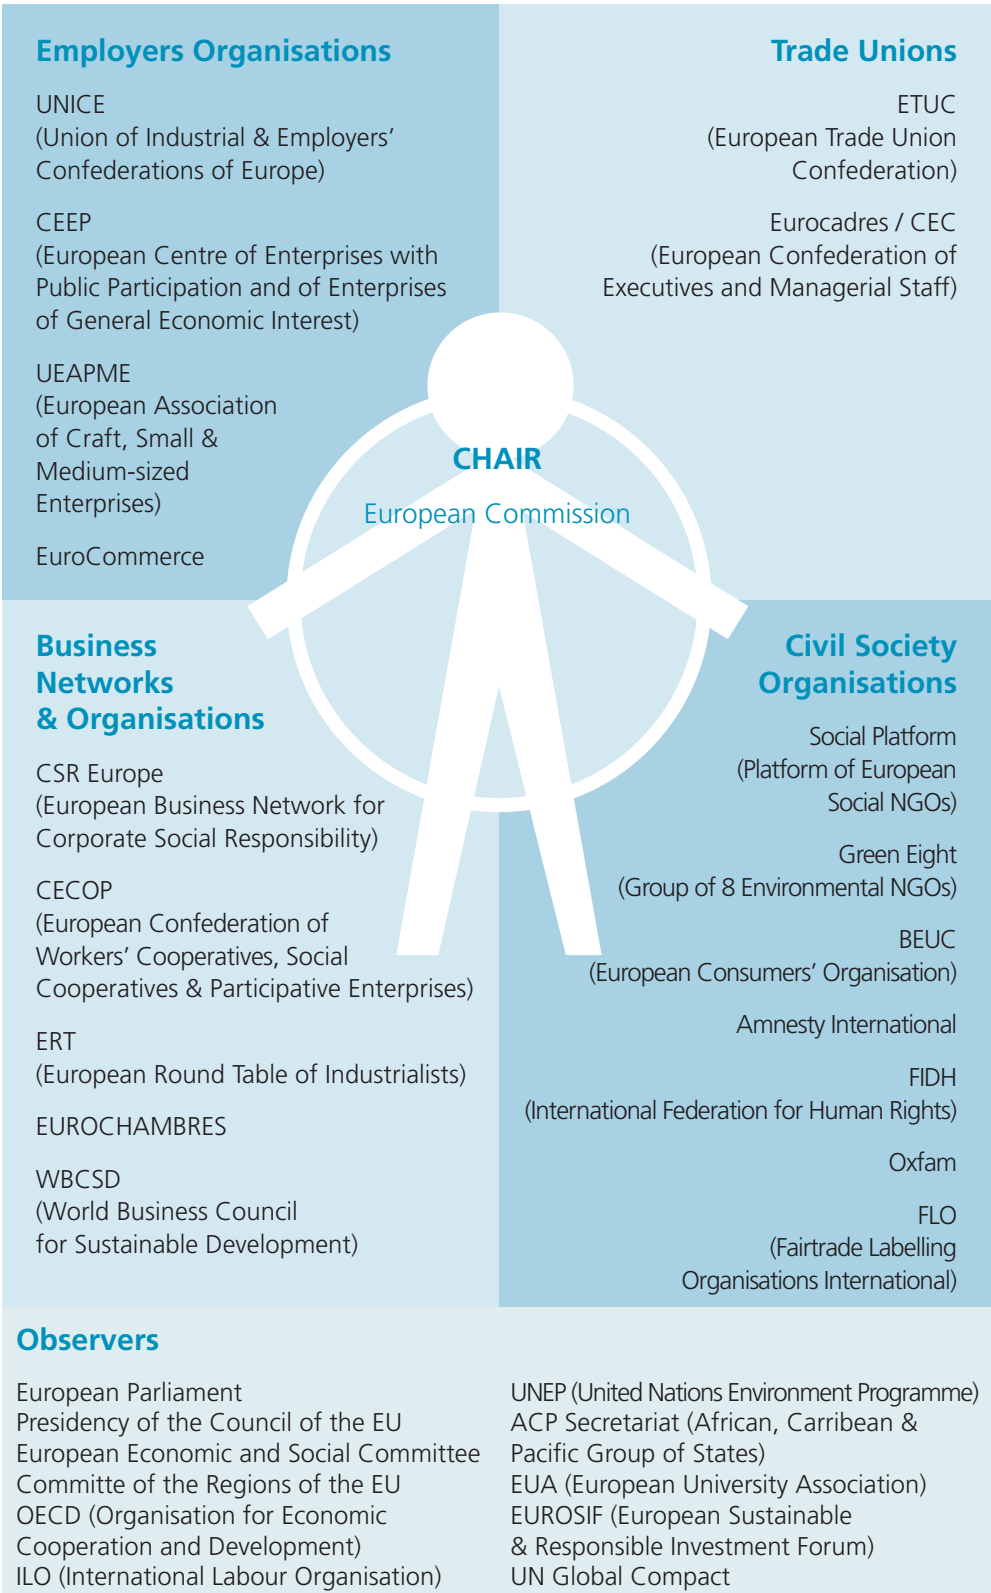 Employers Organisations
UNICE
(Union of Industrial & Employers’
Confederations of Europe)
CEEP
(European Centre of Enterprises with
Public Participation and of Enterprises
of General Economic Interest)
UEAPME
(European Association
of Craft, Small &
Medium-sized
Enterprises)
EuroCommerce
Trade Unions
ETUC
(European Trade Union
Confederation)
Eurocadres / CEC
(European Confederation of
Executives and Managerial Staff)
CHAIR
European Commission
Business
Networks
& Organisations
CSR Europe
(European Business Network for
Corporate Social Responsibility)
CECOP
(European Confederation of
Workers’ Cooperatives, Social
Cooperatives & Participative Enterprises)
ERT
(European Round Table of Industrialists)
EUROCHAMBRES
WBCSD
(World Business Council
for Sustainable Development)
Civil Society
Organisations
Social Platform
(Platform of European
Social NGOs)
Green Eight
(Group of 8 Environmental NGOs)
BEUC
(European Consumers’ Organisation)
Amnesty International
FIDH
(International Federation for Human Rights)
Oxfam
FLO
(Fairtrade Labelling
Organisations International)
Observers
European Parliament
Presidency of the Council of the EU
European Economic and Social Committee
Committe of the Regions of the EU
OECD (Organisation for Economic
Cooperation and Development)
ILO (International Labour Organisation)
UNEP (United Nations Environment Programme)
ACP Secretariat (African, Carribean &
Pacific Group of States)
EUA (European University Association)
EUROSIF (European Sustainable
& Responsible Investment Forum)
UN Global Compact